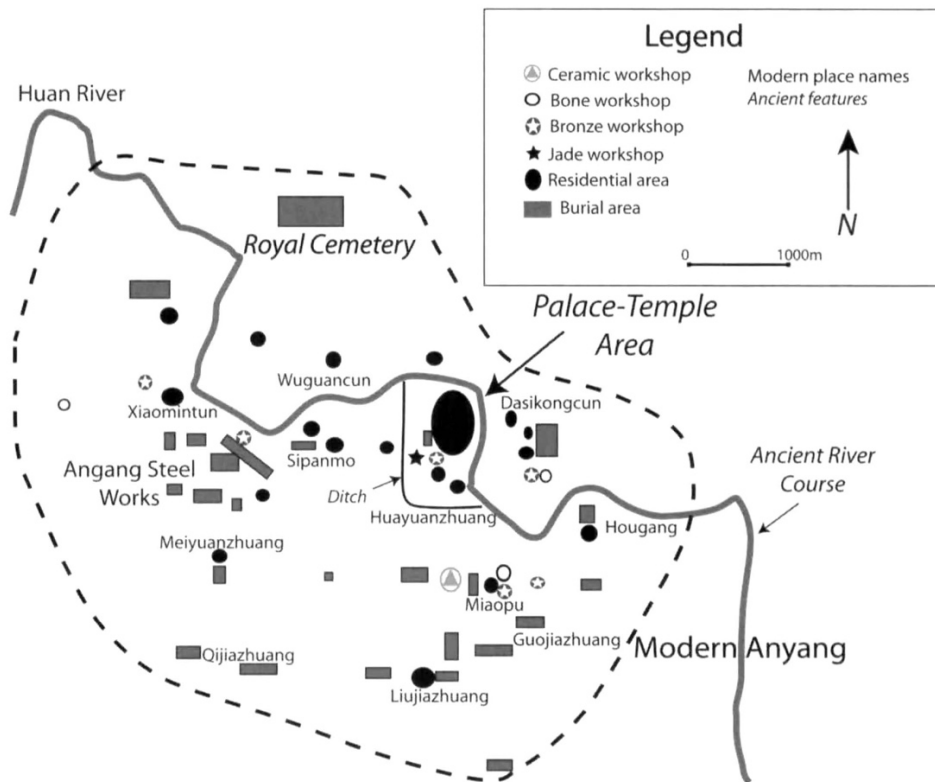 Legend
Ceramic workshop
Bone workshop
Bronze workshop
Jade workshop
Residential area
Burial area
Modern place names
Ancient features
N
0 1000m
Huan River
Royal Cemetery
Palace-Temple
Area
Wuguancun
Dasikongcun
Xiaomintun
Sipanmo
Angang Steel
Works
Ditch
Ancient River
Course
Huayuanzhuang
Hougang
Meiyuanzhuang
Miaopu
Guojiazhuang
Modern Anyang
Qijiazhuang
Liujiazhuang